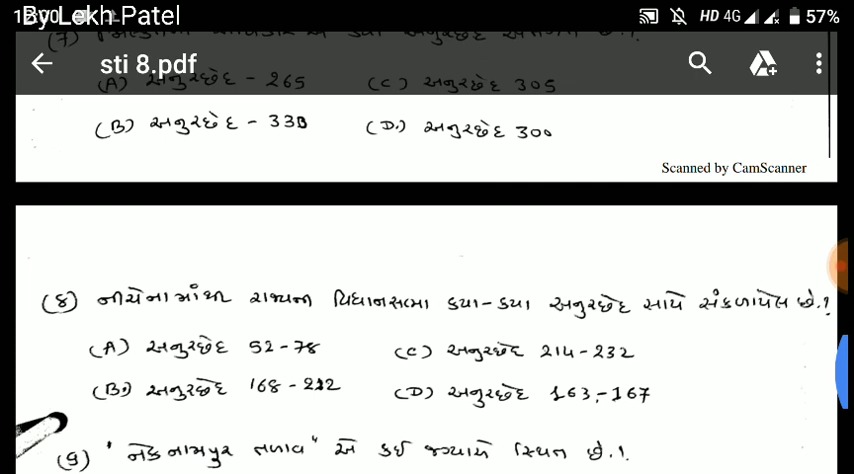 By Lekh Patel
HD 4G 57%
sti 8.pdf
(A) અનુચ્છેદ - 265 (C) અનુચ્છેદ 305
(B) અનુચ્છેદ - 330 (D.) અનુચ્છેદ 300
Scanned by CamScanner
(8) નીચેનામાંથી રાજ્યની વિધાનસભા કયા-કયા અનુચ્છેદ સાથે સંકળાયેલ છે.?
(A) અનુચ્છેદ 52-78 (C) અનુચ્છેદ 214-232
(B) અનુચ્છેદ 168-212 (D) અનુચ્છેદ 163-167
(9) "નેકનામપુર તળાવ" એ કઈ જગ્યાએ સ્થિત છે.?